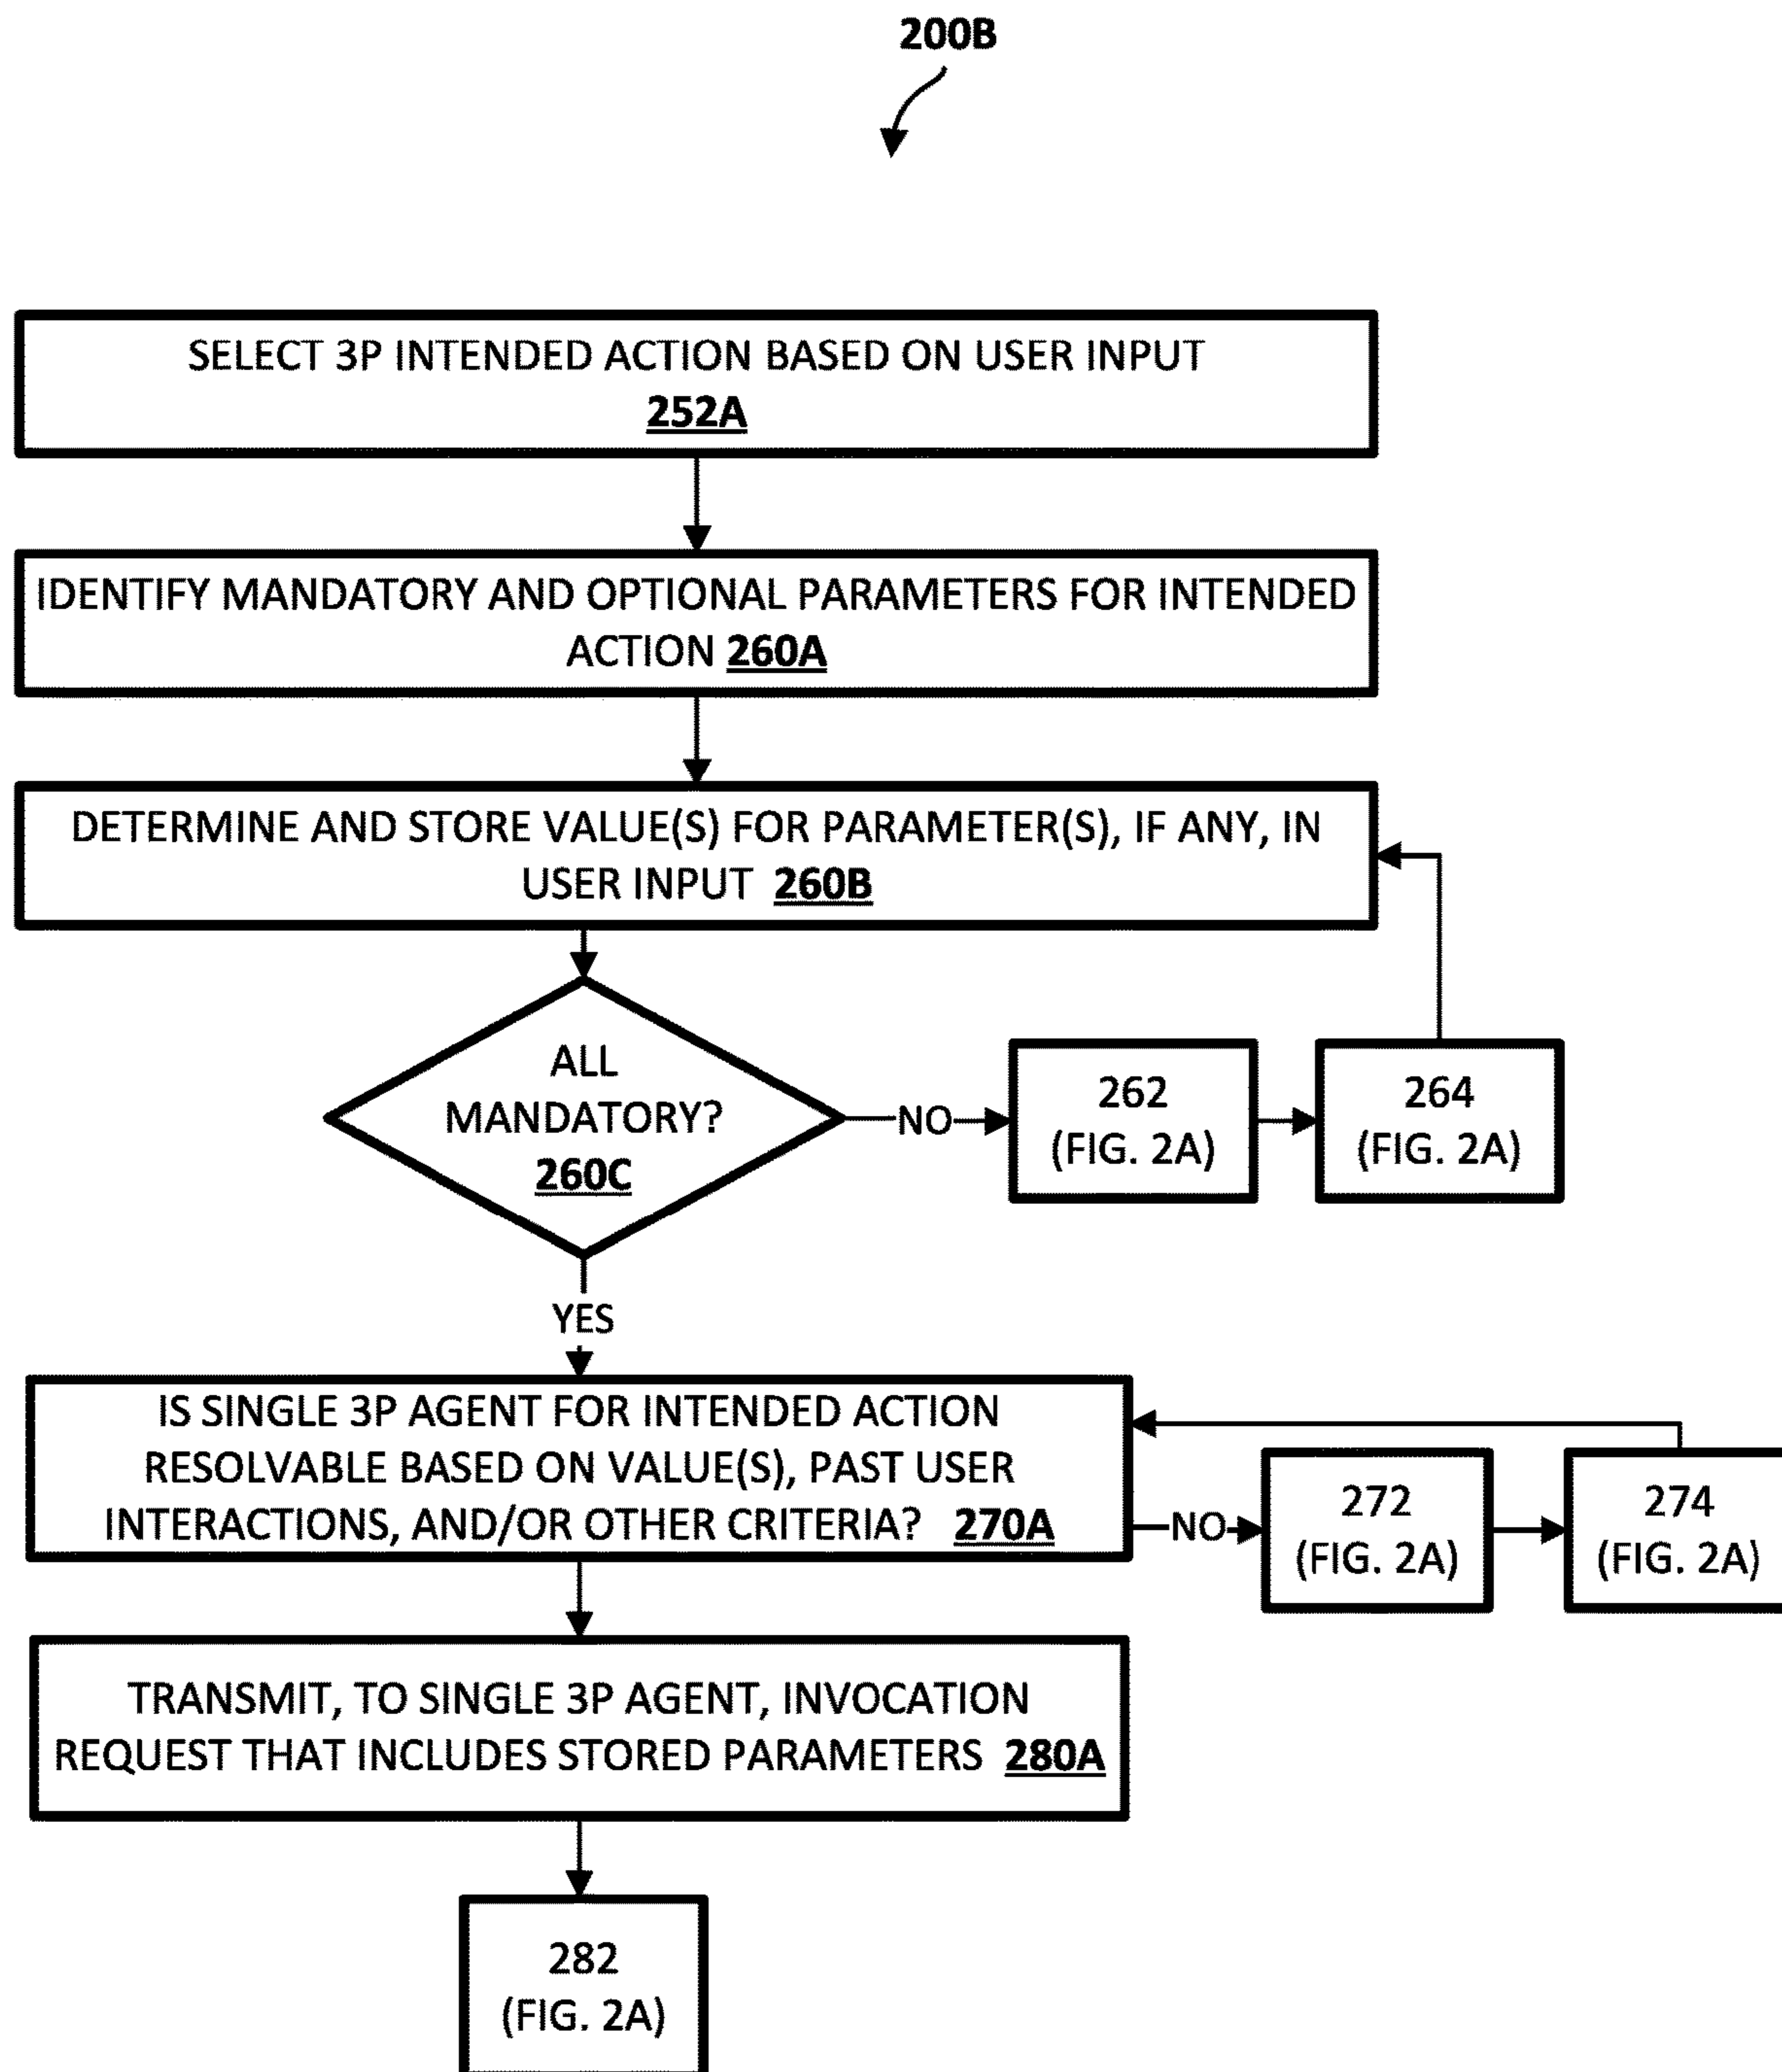 200B
SELECT 3P INTENDED ACTION BASED ON USER INPUT
252A
IDENTIFY MANDATORY AND OPTIONAL PARAMETERS FOR INTENDED
ACTION 260A
DETERMINE AND STORE VALUE(S) FOR PARAMETER(S), IF ANY, IN
USER INPUT 260B
ALL
MANDATORY?
260C
NO
262
(FIG. 2A)
264
(FIG. 2A)
YES
IS SINGLE 3P AGENT FOR INTENDED ACTION
RESOLVABLE BASED ON VALUE(S), PAST USER
INTERACTIONS, AND/OR OTHER CRITERIA? 270A
NO
272
(FIG. 2A)
274
(FIG. 2A)
TRANSMIT, TO SINGLE 3P AGENT, INVOCATION
REQUEST THAT INCLUDES STORED PARAMETERS 280A
282
(FIG. 2A)